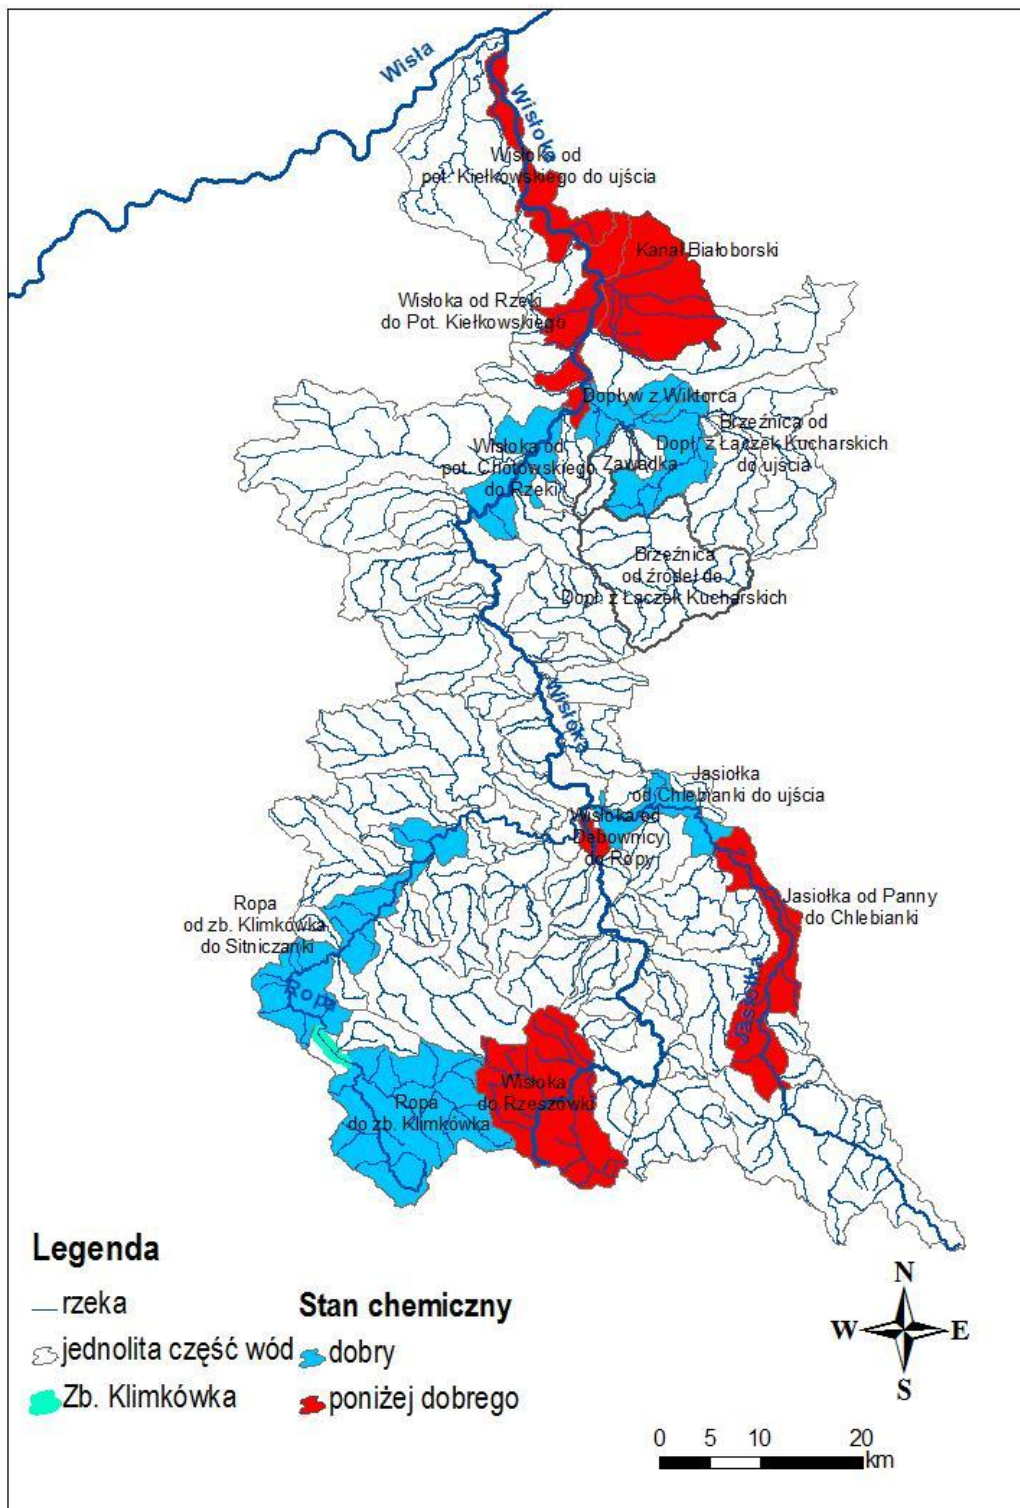 Wisła
Wisłoka
Wisłoka od
pot. Kiełkowskiego do ujścia
Kanał Białoborski
Wisłoka od Rzeki
do Pot. Kiełkowskiego
Dopływ z Wiktorca
Brzeźnica od
Dopł. z Łączek Kucharskich
do ujścia
Wisłoka od
pot. Chotowskiego
do Rzeki
Zawadka
Brzeźnica
od źródeł do
Dopł. z Łączek Kucharskich
Wisłoka
Jasiołka
od Chlebianki do ujścia
Wisłoka od
Dębownicy
do Ropy
Jasiołka od Panny
do Chlebianki
Ropa
od zb. Klimkówka
do Sitniczanki
Ropa
Jasiołka
Wisłoka
do Rzeszówki
Ropa
do zb. Klimkówka
Legenda
rzeka
jednolita część wód
Zb. Klimkówka
Stan chemiczny
dobry
poniżej dobrego
N
W E
S
0 5 10 20
km